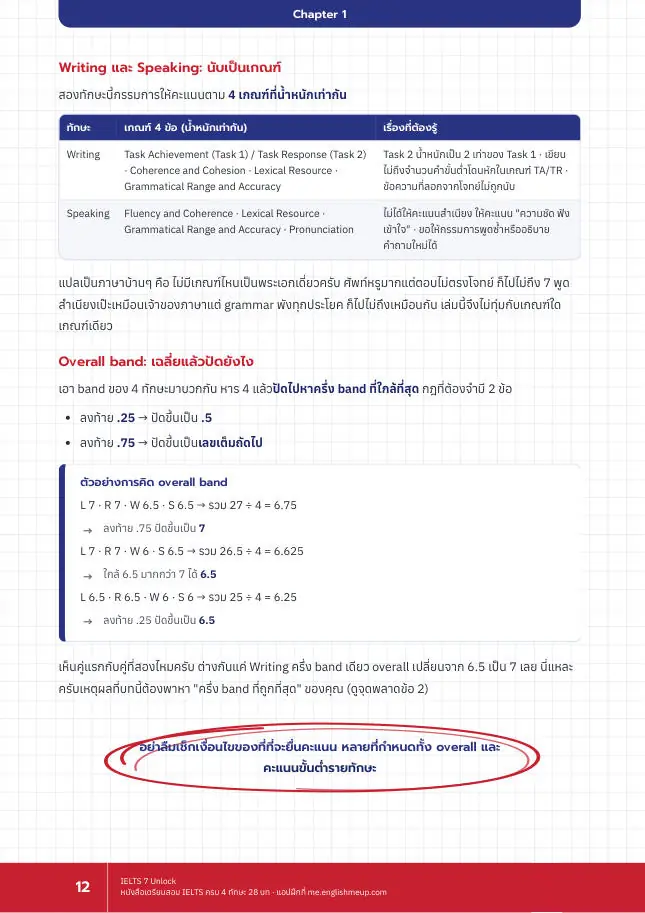 Chapter 1
Writing และ Speaking: นับเป็นเกณฑ์
สองทักษะนี้กรรมการให้คะแนนตาม 4 เกณฑ์ที่น้ำหนักเท่ากัน
ทักษะ เกณฑ์ 4 ข้อ (น้ำหนักเท่ากัน) เรื่องที่ต้องรู้
Writing Task Achievement (Task 1) / Task Response (Task 2) Task 2 น้ำหนักเป็น 2 เท่าของ Task 1 · เขียน
· Coherence and Cohesion · Lexical Resource · ไม่ถึงจำนวนคำขั้นต่ำโดนหักในเกณฑ์ TA/TR ·
Grammatical Range and Accuracy ข้อความที่ลอกจากโจทย์ไม่ถูกนับ
Speaking Fluency and Coherence · Lexical Resource · ไม่ได้ให้คะแนนสำเนียง ให้คะแนน "ความชัด ฟัง
Grammatical Range and Accuracy · Pronunciation เข้าใจ" · ขอให้กรรมการพูดซ้ำหรืออธิบาย
คำถามใหม่ได้
แปลเป็นภาษาบ้านๆ คือ ไม่มีเกณฑ์ไหนเป็นพระเอกเดี่ยวครับ ศัพท์หรูมากแต่ตอบไม่ตรงโจทย์ ก็ไปไม่ถึง 7 พูด
สำเนียงเป๊ะเหมือนเจ้าของภาษาแต่ grammar พังทุกประโยค ก็ไปไม่ถึงเหมือนกัน เล่มนี้จึงไม่ทุ่มกับเกณฑ์ใด
เกณฑ์เดียว
Overall band: เฉลี่ยแล้วปัดยังไง
เอา band ของ 4 ทักษะมาบวกกัน หาร 4 แล้วปัดไปหาครึ่ง band ที่ใกล้ที่สุด กฎที่ต้องจำมี 2 ข้อ
• ลงท้าย .25 → ปัดขึ้นเป็น .5
• ลงท้าย .75 → ปัดขึ้นเป็นเลขเต็มถัดไป
ตัวอย่างการคิด overall band
L 7 · R 7 · W 6.5 · S 6.5 → รวม 27 ÷ 4 = 6.75
→ ลงท้าย .75 ปัดขึ้นเป็น 7
L 7 · R 7 · W 6 · S 6.5 → รวม 26.5 ÷ 4 = 6.625
→ ใกล้ 6.5 มากกว่า 7 ได้ 6.5
L 6.5 · R 6.5 · W 6 · S 6 → รวม 25 ÷ 4 = 6.25
→ ลงท้าย .25 ปัดขึ้นเป็น 6.5
เห็นคู่แรกกับคู่ที่สองไหมครับ ต่างกันแค่ Writing ครึ่ง band เดียว overall เปลี่ยนจาก 6.5 เป็น 7 เลย นี่แหละ
ครับเหตุผลที่บทนี้ต้องพาหา "ครึ่ง band ที่ถูกที่สุด" ของคุณ (ดูจุดพลาดข้อ 2)
อย่าลืมเช็กเงื่อนไขของที่ที่จะยื่นคะแนน หลายที่กำหนดทั้ง overall และ
คะแนนขั้นต่ำรายทักษะ
12
IELTS 7 Unlock
หนังสือเตรียมสอบ IELTS ครบ 4 ทักษะ 28 บท · แอปฝึกที่ me.englishmeup.com